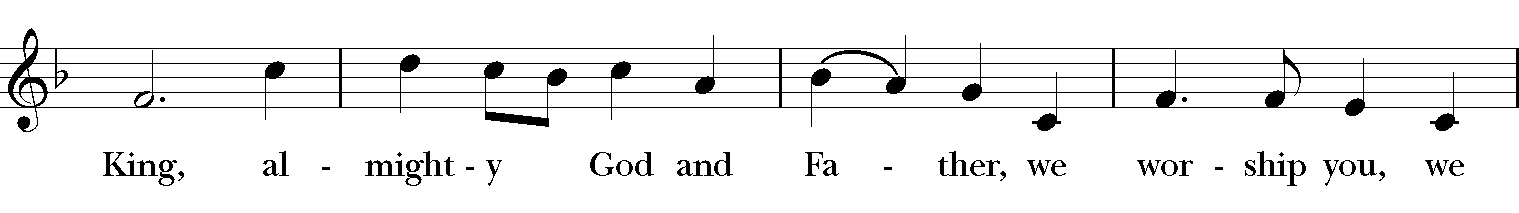 King, al - might - y God and Fa - ther, we wor - ship you, we